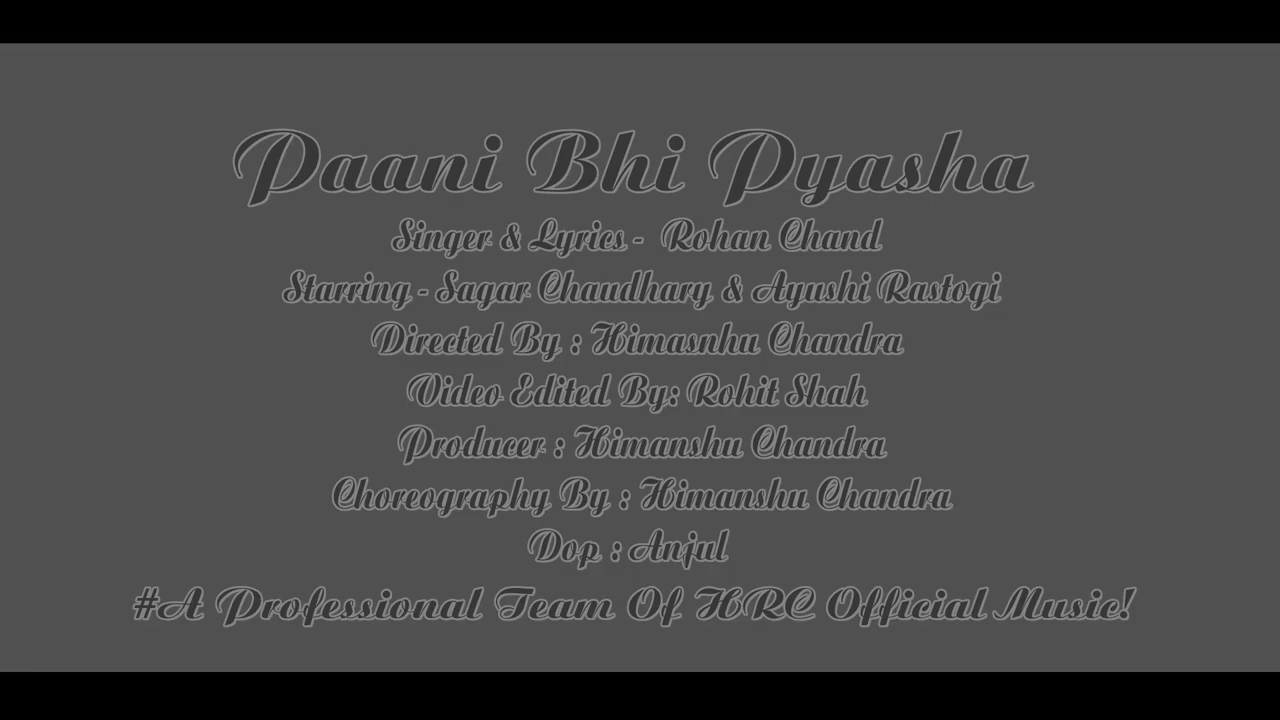 Paani Bhi Pyasha
Singer & Lyrics - Rohan Chand
Starring - Sagar Chaudhary & Ayushi Rastogi
Directed By : Himasnhu Chandra
Video Edited By: Rohit Shah
Producer : Himanshu Chandra
Choreography By : Himanshu Chandra
Dop : Anjul
#A Professional Team Of HRC Official Music!